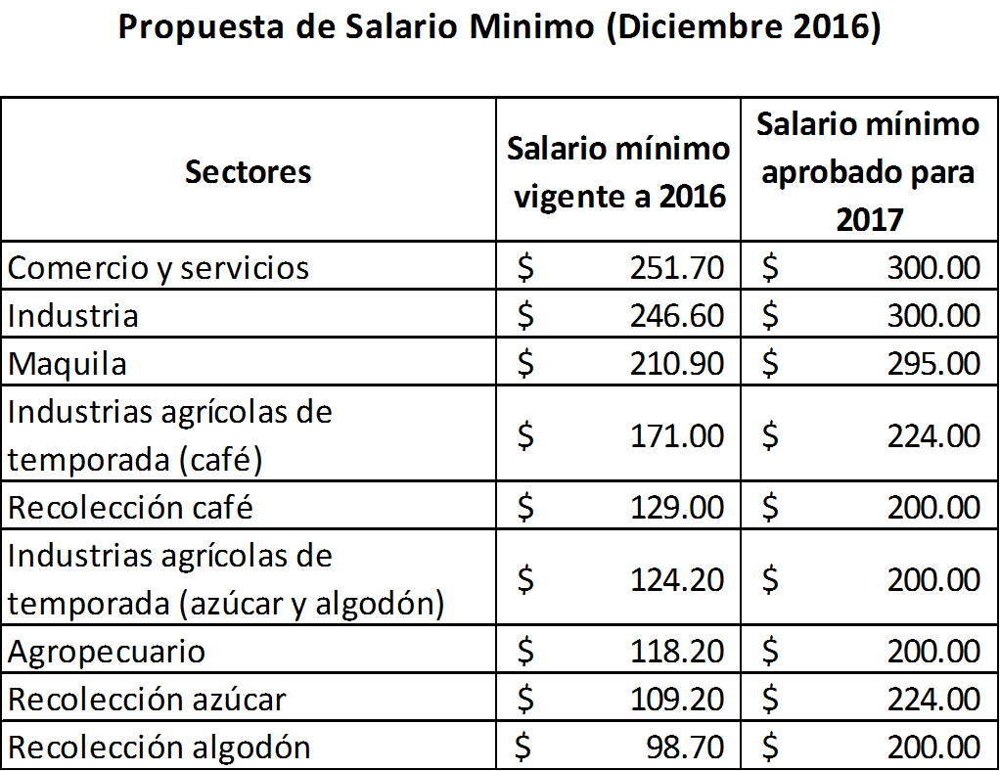 Propuesta de Salario Minimo (Diciembre 2016)
Sectores
Salario mínimo
vigente a 2016
Salario mínimo
aprobado para
2017
Comercio y servicios $ 251.70 $ 300.00
Industria $ 246.60 $ 300.00
Maquila $ 210.90 $ 295.00
Industrias agrícolas de
temporada (café) $ 171.00 $ 224.00
Recolección café $ 129.00 $ 200.00
Industrias agrícolas de
temporada (azúcar y algodón) $ 124.20 $ 200.00
Agropecuario $ 118.20 $ 200.00
Recolección azúcar $ 109.20 $ 224.00
Recolección algodón $ 98.70 $ 200.00